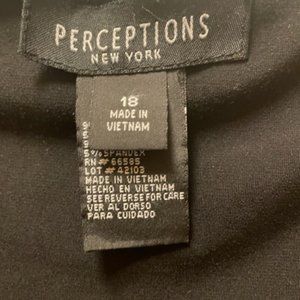 PERCEPTIONS
NEW YORK
18
MADE IN
VIETNAM
5%SPANDEX
RN# 66585
LOT# 42103
MADE IN VIETNAM
HECHO EN VIETNAM
SEE REVERSE FOR CARE
VER AL DORSO
PARA CUIDADO